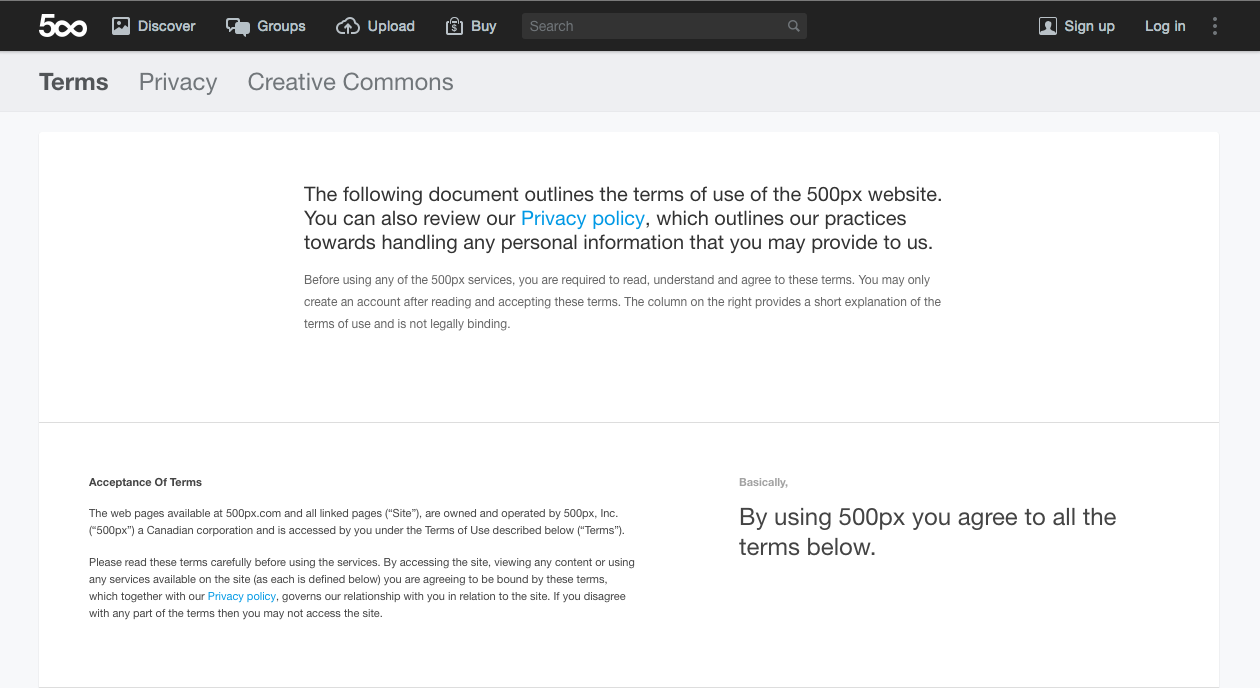 500 Discover Groups Upload Buy Search Sign up Log in
Terms Privacy Creative Commons
The following document outlines the terms of use of the 500px website.
You can also review our Privacy policy, which outlines our practices
towards handling any personal information that you may provide to us.
Before using any of the 500px services, you are required to read, understand and agree to these terms. You may only
create an account after reading and accepting these terms. The column on the right provides a short explanation of the
terms of use and is not legally binding.
Acceptance Of Terms
The web pages available at 500px.com and all linked pages (“Site”), are owned and operated by 500px, Inc.
(“500px”) a Canadian corporation and is accessed by you under the Terms of Use described below (“Terms”).
Please read these terms carefully before using the services. By accessing the site, viewing any content or using
any services available on the site (as each is defined below) you are agreeing to be bound by these terms,
which together with our Privacy policy, governs our relationship with you in relation to the site. If you disagree
with any part of the terms then you may not access the site.
Basically,
By using 500px you agree to all the
terms below.